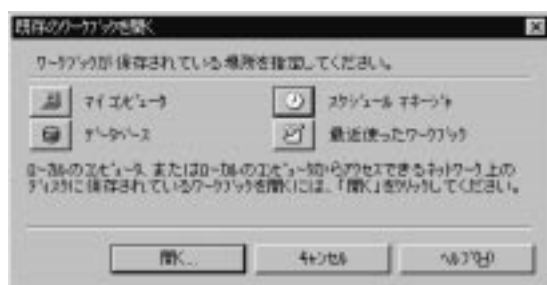 既存のﾜｰｸﾌﾞｯｸを開く
ﾜｰｸﾌﾞｯｸが保存されている場所を指定してください。
ﾏｲ ｺﾝﾋﾟｭｰﾀ
ｽｹｼﾞｭｰﾙ ﾏﾈｰｼﾞｬ
ﾃﾞｰﾀﾍﾞｰｽ
最近使ったﾜｰｸﾌﾞｯｸ
ﾛｰｶﾙのｺﾝﾋﾟｭｰﾀ、またはﾛｰｶﾙのｺﾝﾋﾟｭｰﾀからｱｸｾｽできるﾈｯﾄﾜｰｸ上の
ﾃﾞｨｽｸに保存されているﾜｰｸﾌﾞｯｸを開くには、「開く」をｸﾘｯｸしてください。
開く...
ｷｬﾝｾﾙ
ﾍﾙﾌﾟ(H)